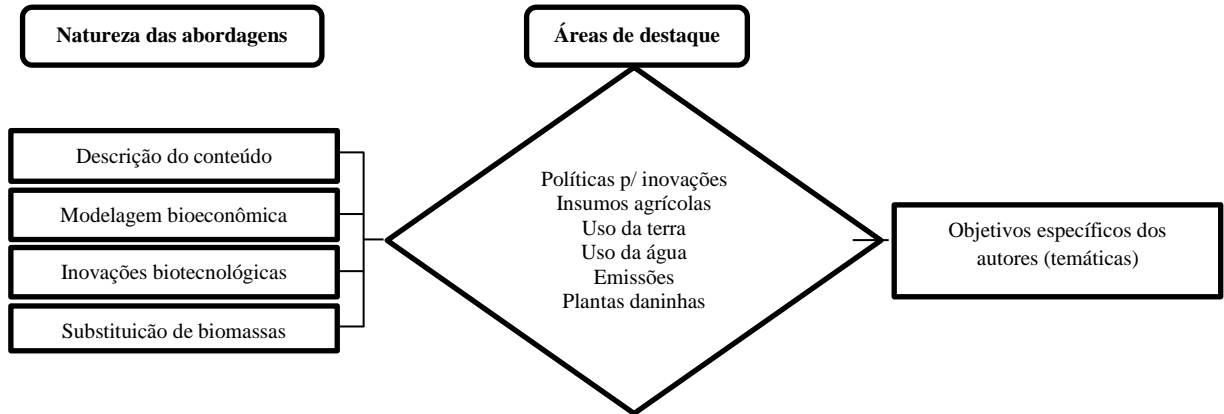 Natureza das abordagens
Áreas de destaque
Descrição do conteúdo
Modelagem bioeconômica
Inovações biotecnológicas
Substituição de biomassas
Políticas p/ inovações
Insumos agrícolas
Uso da terra
Uso da água
Emissões
Plantas daninhas
Objetivos específicos dos
autores (temáticas)